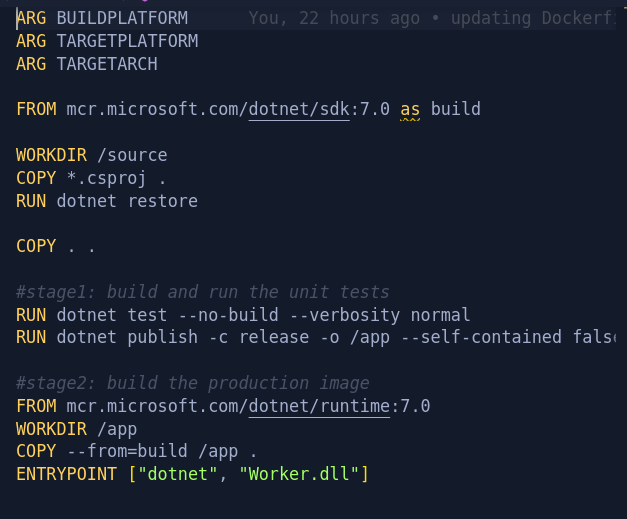 ARG BUILDPLATFORM You, 22 hours ago • updating Dockerf
ARG TARGETPLATFORM
ARG TARGETARCH
FROM mcr.microsoft.com/dotnet/sdk:7.0 as build
WORKDIR /source
COPY *.csproj .
RUN dotnet restore
COPY . .
#stage1: build and run the unit tests
RUN dotnet test --no-build --verbosity normal
RUN dotnet publish -c release -o /app --self-contained fals
#stage2: build the production image
FROM mcr.microsoft.com/dotnet/runtime:7.0
WORKDIR /app
COPY --from=build /app .
ENTRYPOINT ["dotnet", "Worker.dll"]